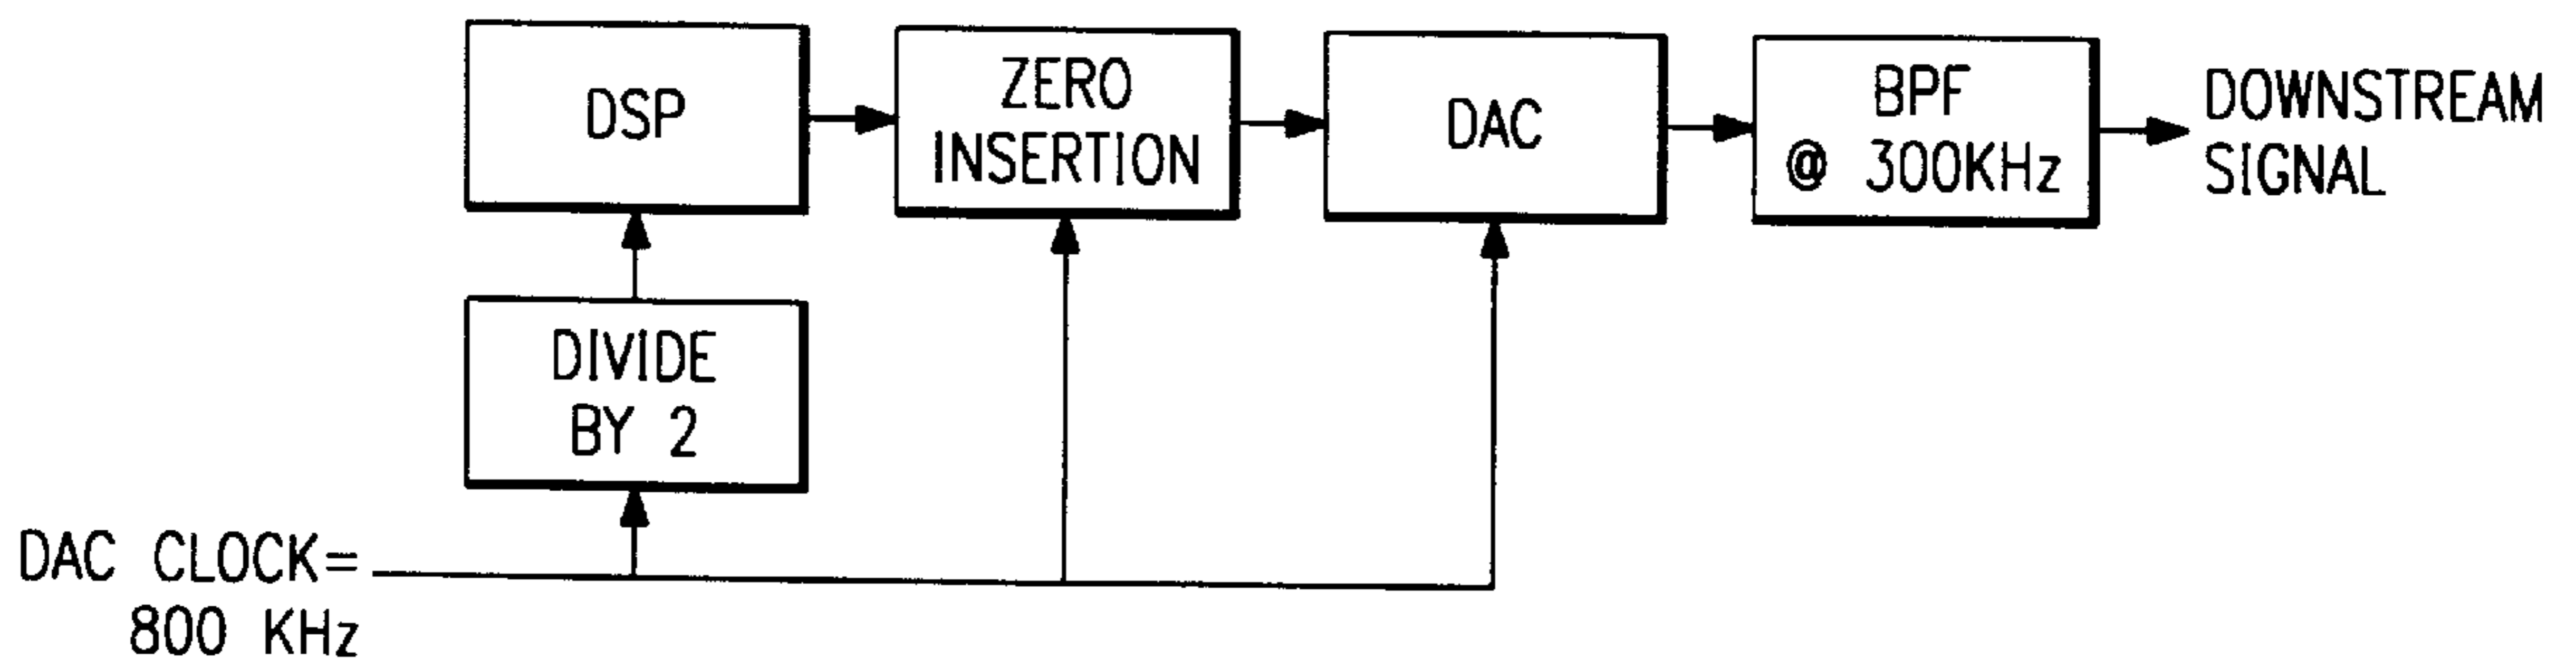 DSP
ZERO
INSERTION
DAC
BPF
@ 300KHz
DOWNSTREAM
SIGNAL
DIVIDE
BY 2
DAC CLOCK=
800 KHz